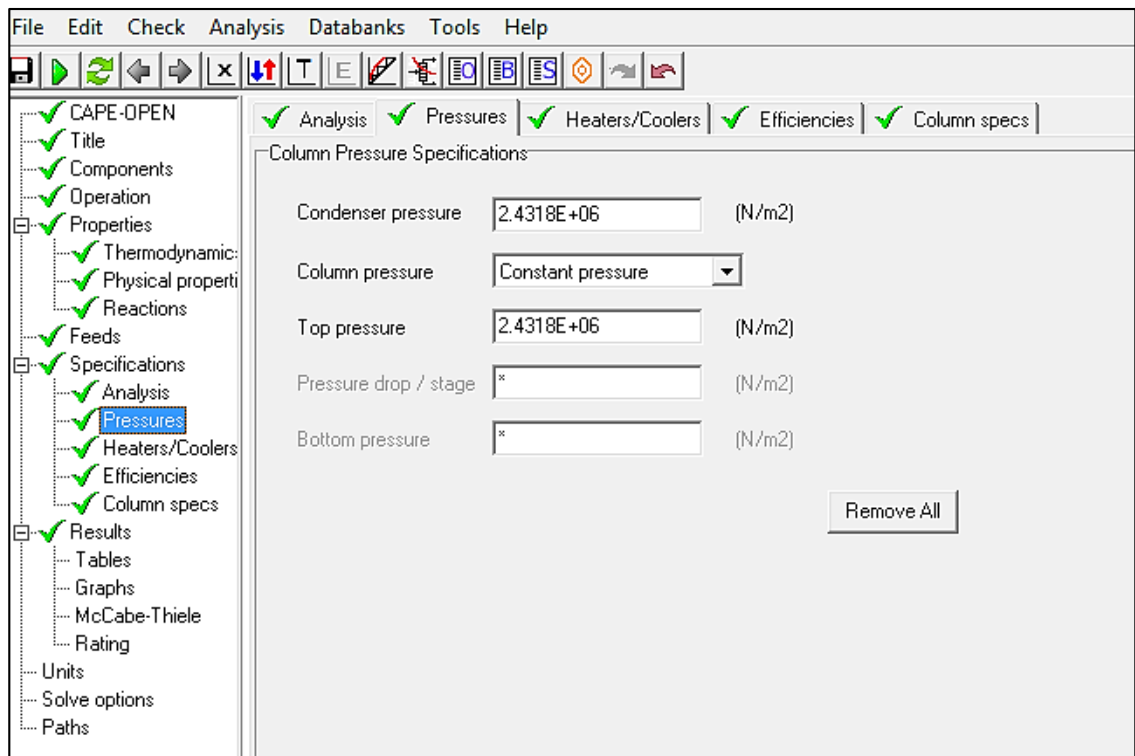 File Edit Check Analysis Databanks Tools Help
CAPE-OPEN
Title
Components
Operation
Properties
Thermodynamic
Physical properti
Reactions
Feeds
Specifications
Analysis
Pressures
Heaters/Coolers
Efficiencies
Column specs
Results
Tables
Graphs
McCabe-Thiele
Rating
Units
Solve options
Paths
Analysis Pressures Heaters/Coolers Efficiencies Column specs
Column Pressure Specifications
Condenser pressure 2.4318E+06 (N/m2)
Column pressure Constant pressure
Top pressure 2.4318E+06 (N/m2)
Pressure drop / stage * (N/m2)
Bottom pressure * (N/m2)
Remove All